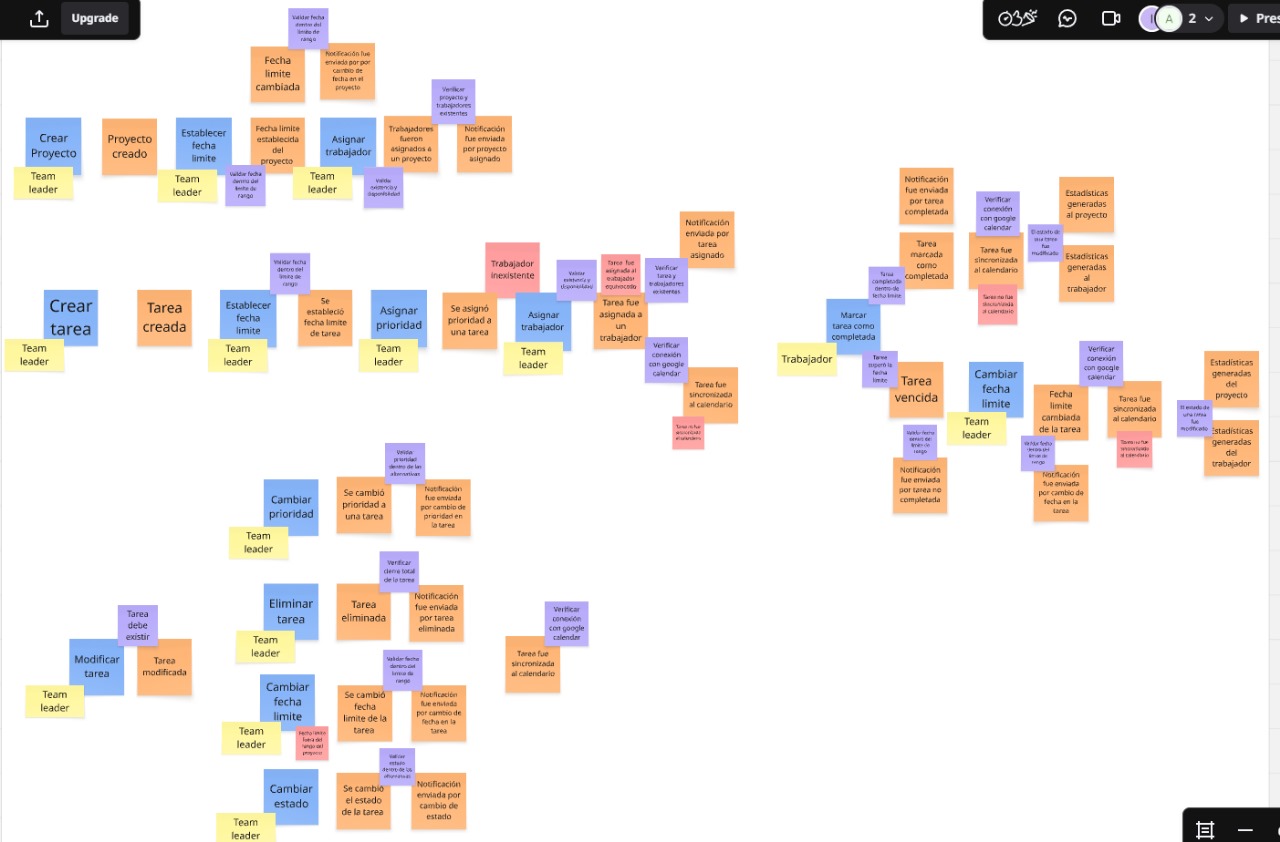 Upgrade
2
Pres
Validar fecha
dentro del
limite de
rango
Fecha
limite
cambiada
Notificación fue
enviada por por
cambio de
fecha en el
proyecto
Verificar
proyecto y
trabajadores
existentes
Crear
Proyecto
Team
leader
Proyecto
creado
Establecer
fecha
limite
Team
leader
Validar fecha
dentro del
limite de
rango
Fecha limite
establecida
del
proyecto
Asignar
trabajador
Team
leader
Validar
existencia y
disponibilidad
Trabajadores
fueron
asignados a
un proyecto
Notificación
fue enviada
por proyecto
asignado
Crear
tarea
Team
leader
Tarea
creada
Validar fecha
dentro del
limite de
rango
Establecer
fecha
limite
Team
leader
Se
estableció
fecha limite
de tarea
Asignar
prioridad
Team
leader
Se asignó
prioridad a
una tarea
Trabajador
inexistente
Asignar
trabajador
Team
leader
Validar
existencia y
disponibilidad
Tarea fue
asignada al
trabajador
equivocado
Tarea fue
asignada a
un
trabajador
Verificar
tarea y
trabajadores
existentes
Notificación
enviada por
tarea
asignado
Verificar
conexión
con google
calendar
Tarea fue
sincronizada
al calendario
Tarea no fue
sincronizada
al calendario
Notificación
fue enviada
por tarea
completada
Tarea
marcada
como
completada
Tarea
completada
dentro de
fecha limite
Marcar
tarea como
completada
Trabajador
Tarea
fecha
limite
Tarea
vencida
Validar fecha
dentro del
limite de
rango
Notificación
fue enviada
por tarea no
completada
Verificar
conexión
con google
calendar
Tarea fue
sincronizada
al calendario
Tarea no fue
sincronizada
al calendario
El estado de
una tarea fue
modificado
Estadísticas
generadas
al proyecto
Estadísticas
generadas
al
trabajador
Cambiar
fecha
limite
Team
leader
Fecha
limite
cambiada
de la tarea
Validar fecha
dentro del
limite de
rango
Notificación
fue enviada
por cambio de
fecha en la
tarea
Verificar
conexión
con google
calendar
Tarea fue
sincronizada
al calendario
Tarea no fue
sincronizada
al calendario
El estado de
una tarea fue
modificado
Estadísticas
generadas
del
proyecto
Estadísticas
generadas
del
trabajador
Cambiar
prioridad
Team
leader
Se cambió
prioridad a
una tarea
Validar
prioridad
dentro de las
alternativas
Notificación
fue enviada
por cambio de
prioridad en
la tarea
Eliminar
tarea
Team
leader
Tarea
eliminada
Verificar
cierre total
de la tarea
Notificación
fue enviada
por tarea
eliminada
Tarea
debe
existir
Modificar
tarea
Team
leader
Tarea
modificada
Verificar
conexión
con google
calendar
Tarea fue
sincronizada
al calendario
Cambiar
fecha
limite
Team
leader
Fecha limite
fuera del
rango del
proyecto
Se cambió
fecha
limite de la
tarea
Validar fecha
dentro del
limite de
rango
Notificación
fue enviada
por cambio de
fecha en la
tarea
Cambiar
estado
Team
leader
Se cambió
el estado
de la tarea
Validar
estado
dentro de las
alternativas
Notificación
enviada por
cambio de
estado